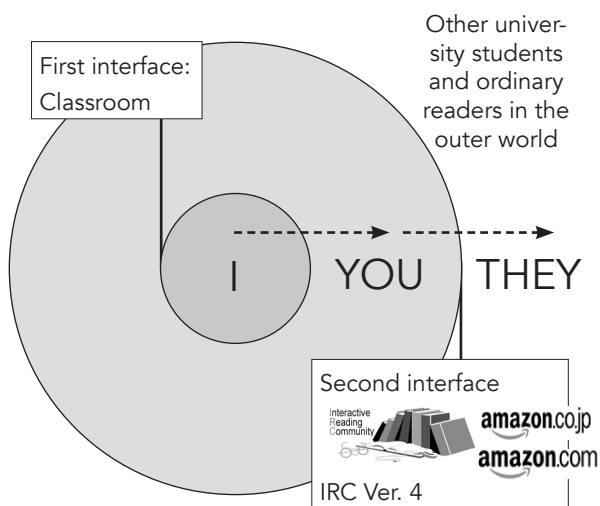 Other univer-
sity students
and ordinary
readers in the
outer world
First interface:
Classroom
I
YOU
THEY
Second interface
Interactive
Reading
Community
amazon.co.jp
amazon.com
IRC Ver. 4